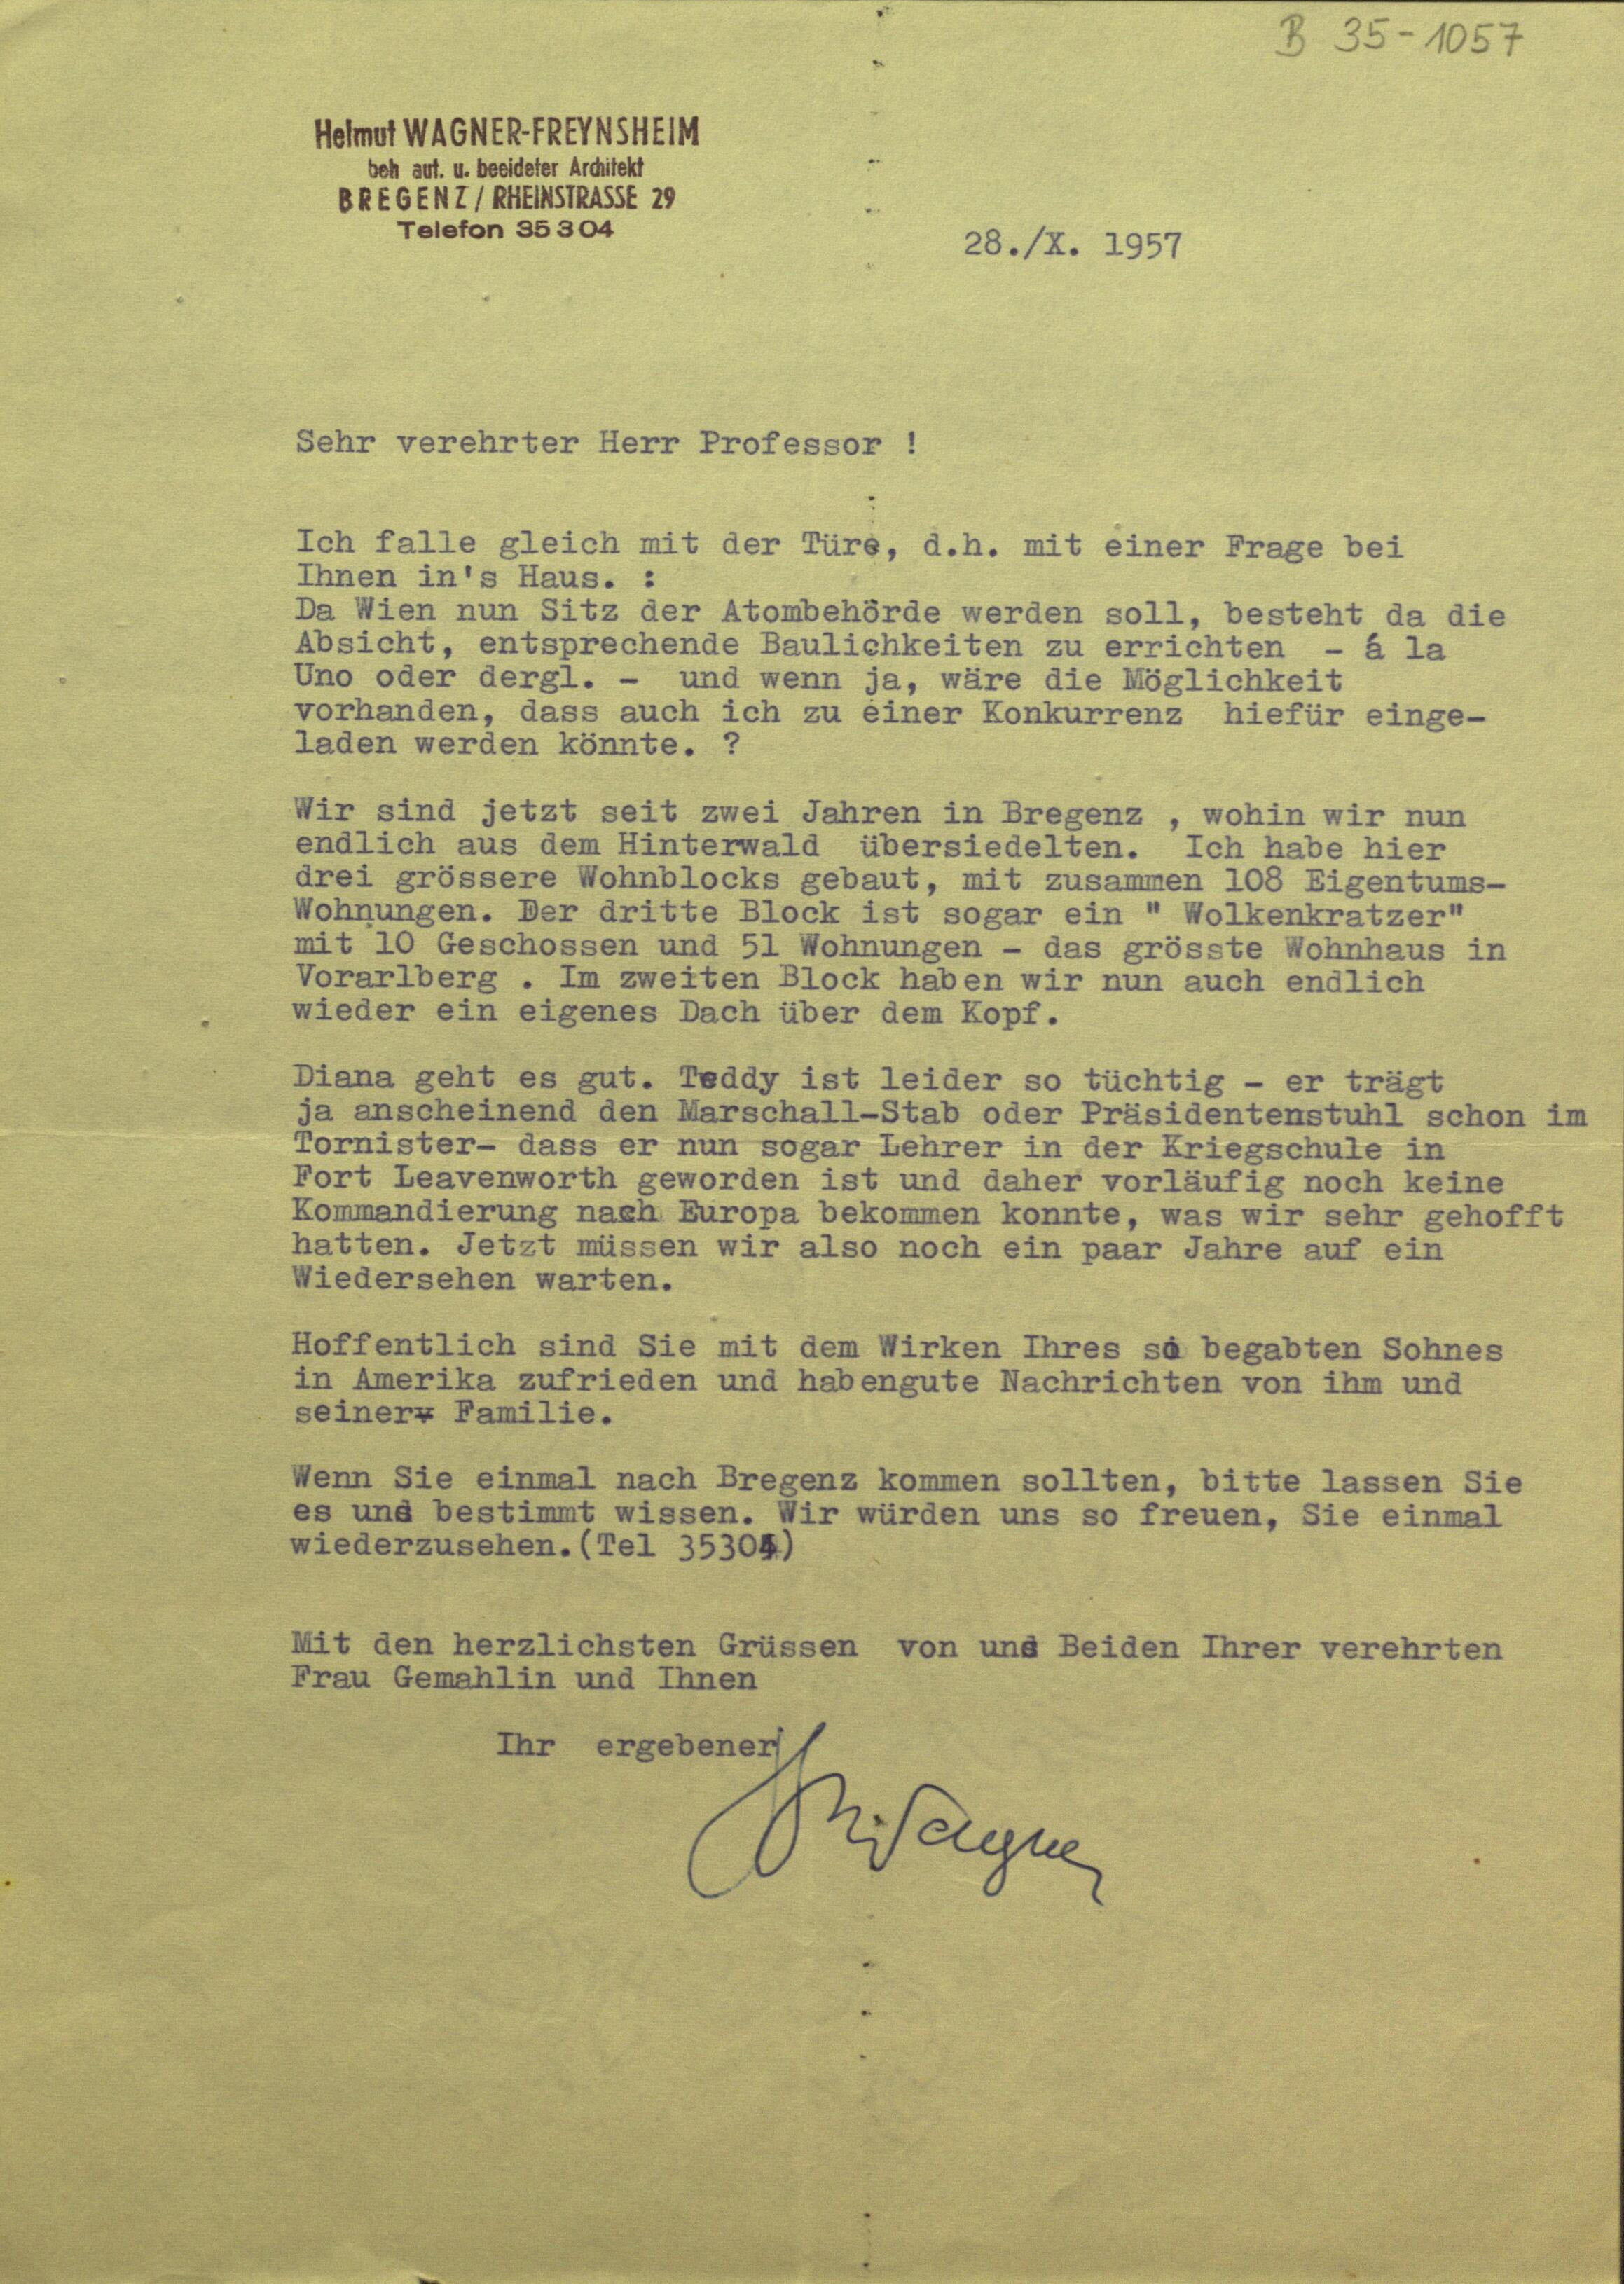 B 35-1057
Helmut WAGNER-FREYNSHEIM
beh aut. u. beeideter Architekt
BREGENZ / RHEINSTRASSE 29
Telefon 35304
28./X. 1957
Sehr verehrter Herr Professor !
Ich falle gleich mit der Türe, d.h. mit einer Frage bei
Ihnen in's Haus. :
Da Wien nun Sitz der Atombehörde werden soll, besteht da die
Absicht, entsprechende Baulichkeiten zu errichten - á la
Uno oder dergl. - und wenn ja, wäre die Möglichkeit
vorhanden, dass auch ich zu einer Konkurrenz hiefür einge-
laden werden könnte. ?
Wir sind jetzt seit zwei Jahren in Bregenz , wohin wir nun
endlich aus dem Hinterwald übersiedelten. Ich habe hier
drei grössere Wohnblocks gebaut, mit zusammen 108 Eigentums-
Wohnungen. Der dritte Block ist sogar ein " Wolkenkratzer"
mit 10 Geschossen und 51 Wohnungen - das grösste Wohnhaus in
Vorarlberg . Im zweiten Block haben wir nun auch endlich
wieder ein eigenes Dach über dem Kopf.
Diana geht es gut. Teddy ist leider so tüchtig - er trägt
ja anscheinend den Marschall-Stab oder Präsidentenstuhl schon im
Tornister- dass er nun sogar Lehrer in der Kriegschule in
Fort Leavenworth geworden ist und daher vorläufig noch keine
Kommandierung nach Europa bekommen konnte, was wir sehr gehofft
hatten. Jetzt müssen wir also noch ein paar Jahre auf ein
Wiedersehen warten.
Hoffentlich sind Sie mit dem Wirken Ihres so begabten Sohnes
in Amerika zufrieden und habengute Nachrichten von ihm und
seiner Familie.
Wenn Sie einmal nach Bregenz kommen sollten, bitte lassen Sie
es uns bestimmt wissen. Wir würden uns so freuen, Sie einmal
wiederzusehen.(Tel 35304)
Mit den herzlichsten Grüssen von uns Beiden Ihrer verehrten
Frau Gemahlin und Ihnen
Ihr ergebener
HWagner